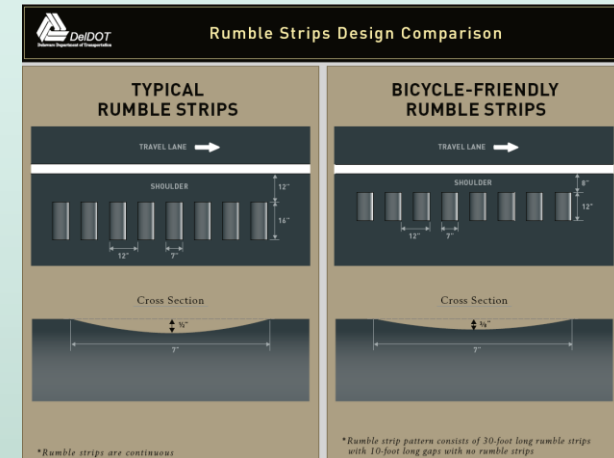 DelDOT
Delaware Department of Transportation
Rumble Strips Design Comparison
TYPICAL
RUMBLE STRIPS
TRAVEL LANE
SHOULDER
12"
16"
12"
7"
Cross Section
½"
7"
*Rumble strips are continuous
BICYCLE-FRIENDLY
RUMBLE STRIPS
TRAVEL LANE
SHOULDER
8"
12"
12"
7"
Cross Section
⅜"
7"
*Rumble strip pattern consists of 30-foot long rumble strips
with 10-foot long gaps with no rumble strips